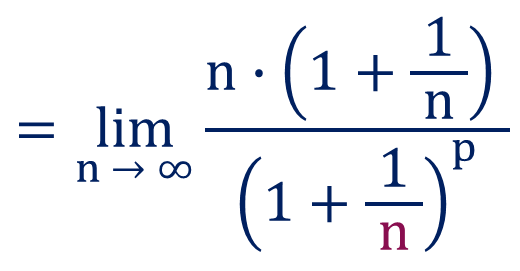 = lim n → ∞ n · (1 + 1/n) / (1 + 1/n)^p